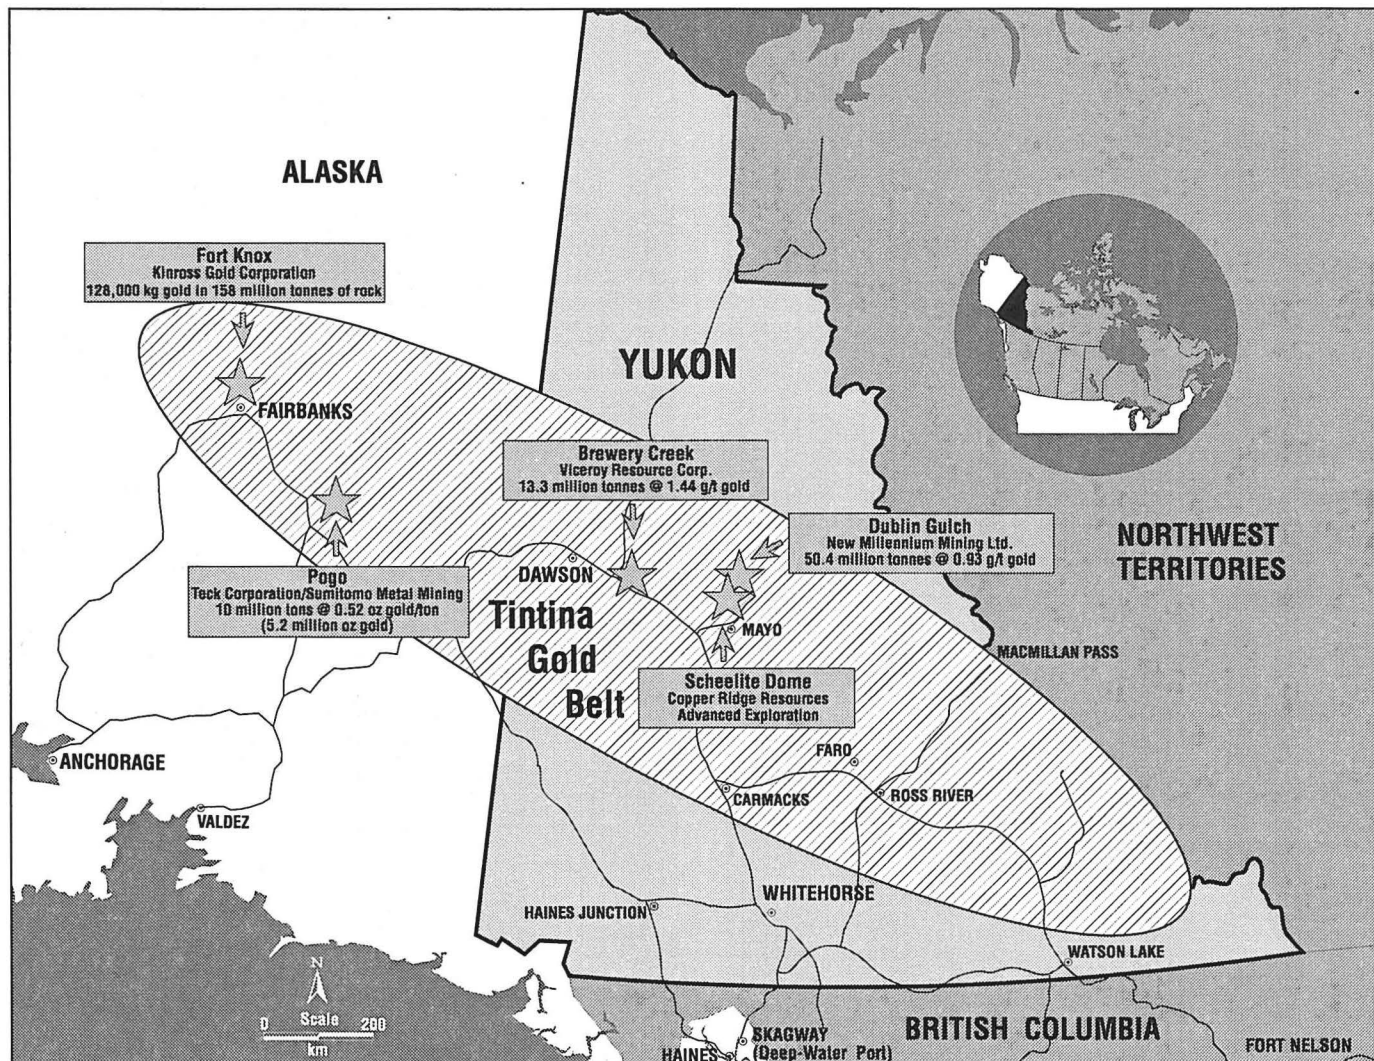 ALASKA
Fort Knox
Kinross Gold Corporation
128,000 kg gold in 158 million tonnes of rock
YUKON
FAIRBANKS
Brewery Creek
Viceroy Resource Corp.
13.3 million tonnes @ 1.44 g/t gold
Dublin Gulch
New Millennium Mining Ltd.
50.4 million tonnes @ 0.93 g/t gold
NORTHWEST
TERRITORIES
Pogo
Teck Corporation/Sumitomo Metal Mining
10 million tons @ 0.52 oz gold/ton
(5.2 million oz gold)
DAWSON
Tintina
Gold
Belt
MAYO
MACMILLAN PASS
Scheelite Dome
Copper Ridge Resources
Advanced Exploration
FARO
ANCHORAGE
CARMACKS
ROSS RIVER
VALDEZ
WHITEHORSE
HAINES JUNCTION
WATSON LAKE
N
Scale
0 200
km
SKAGWAY
(Deep-Water Port)
HAINES
BRITISH COLUMBIA
FORT NELSON